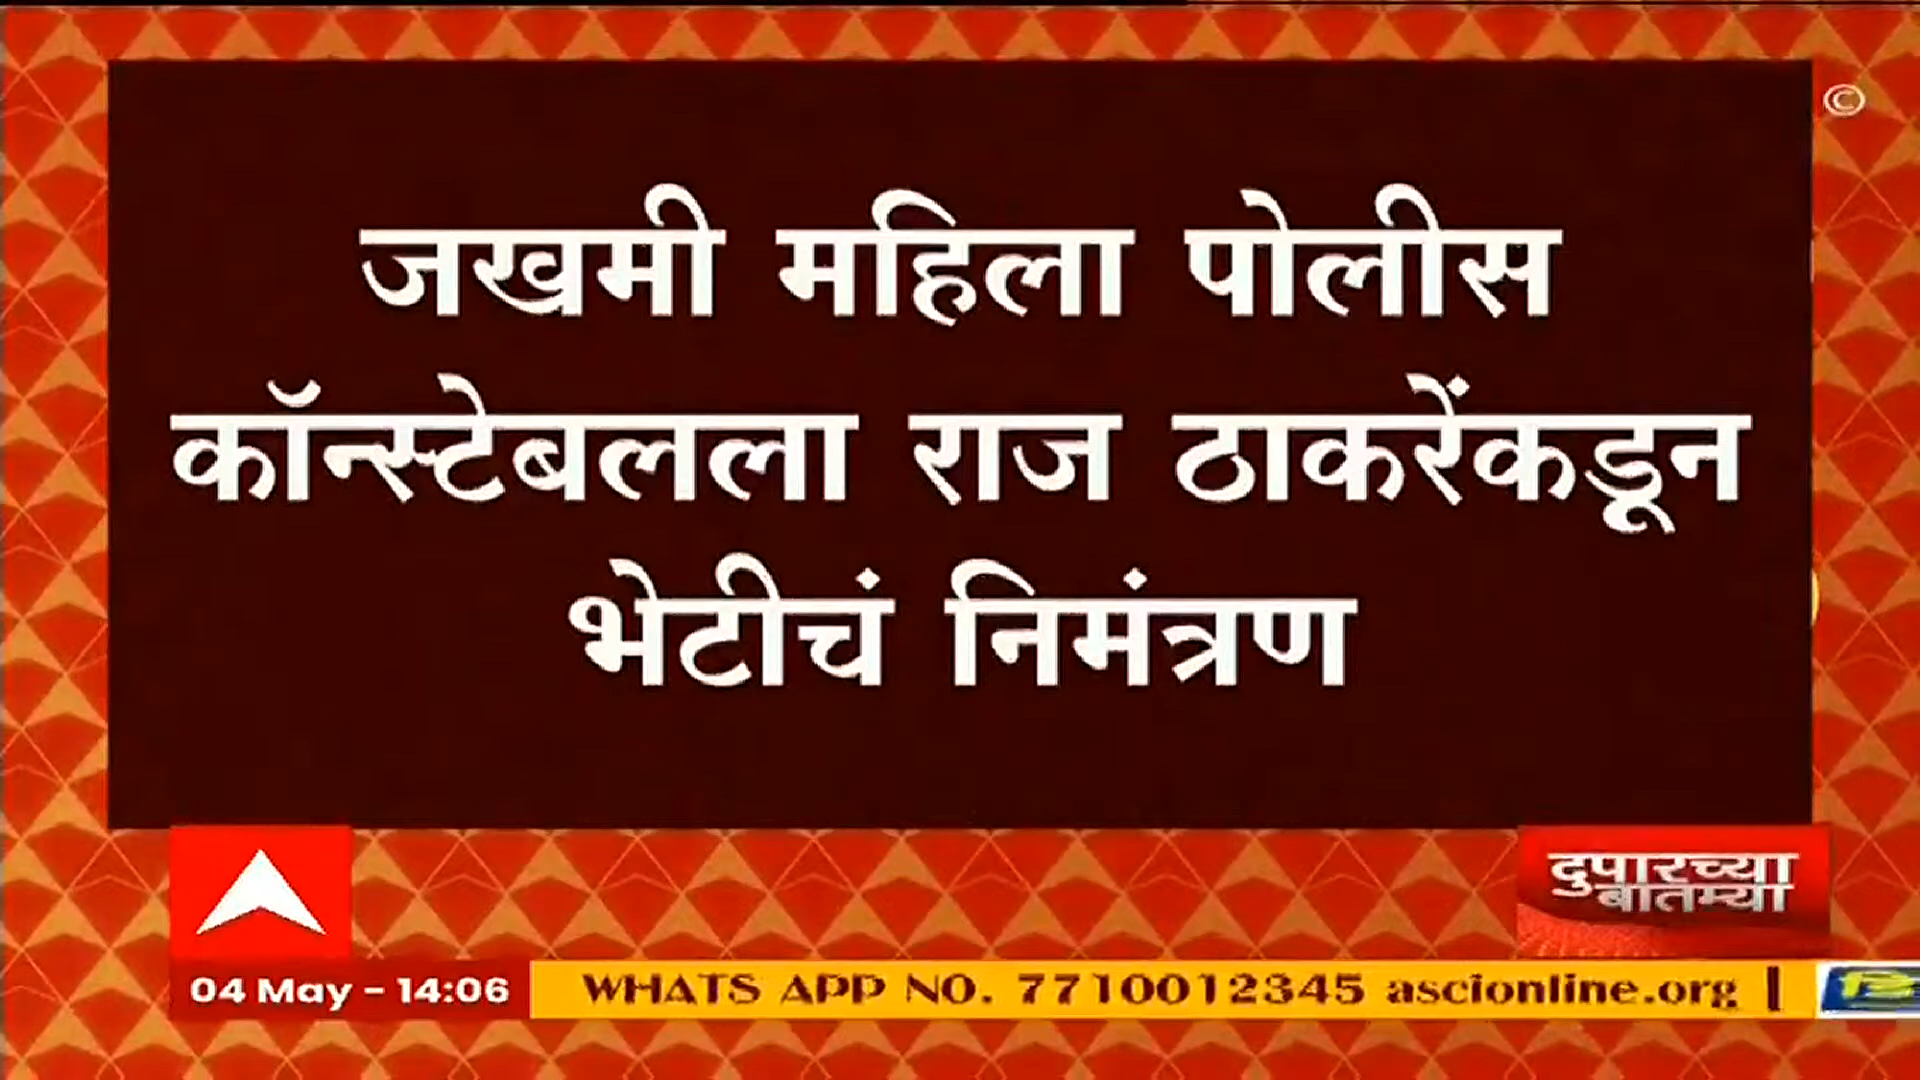 ©
जखमी महिला पोलीस
कॉन्स्टेबलला राज ठाकरेंकडून
भेटीचं निमंत्रण
दुपारच्या
बातम्या
04 May - 14:06
WHATS APP NO. 7710012345 ascionline.org |